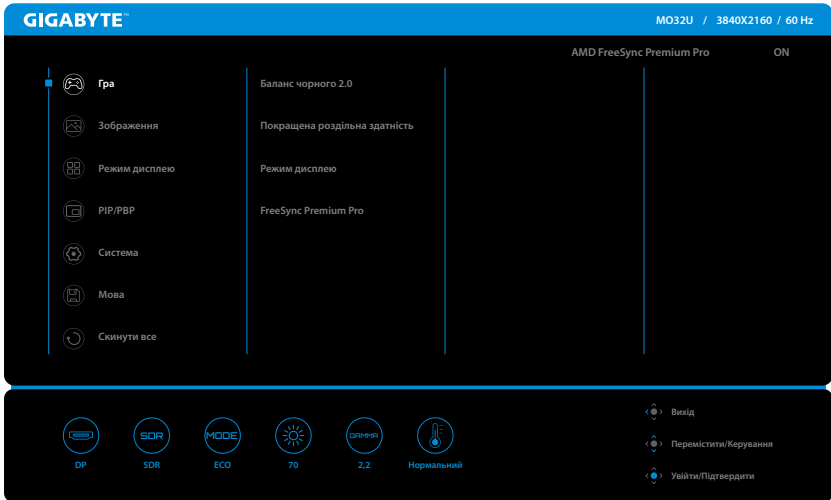 GIGABYTE™
MO32U / 3840X2160 / 60 Hz
AMD FreeSync Premium Pro ON
Гра
Баланс чорного 2.0
Зображення
Покращена роздільна здатність
Режим дисплею
Режим дисплею
PIP/PBP
FreeSync Premium Pro
Система
Мова
Скинути все
SDR
MODE
GAMMA
DP
SDR
ECO
70
2,2
Нормальний
Вихід
Перемістити/Керування
Увійти/Підтвердити